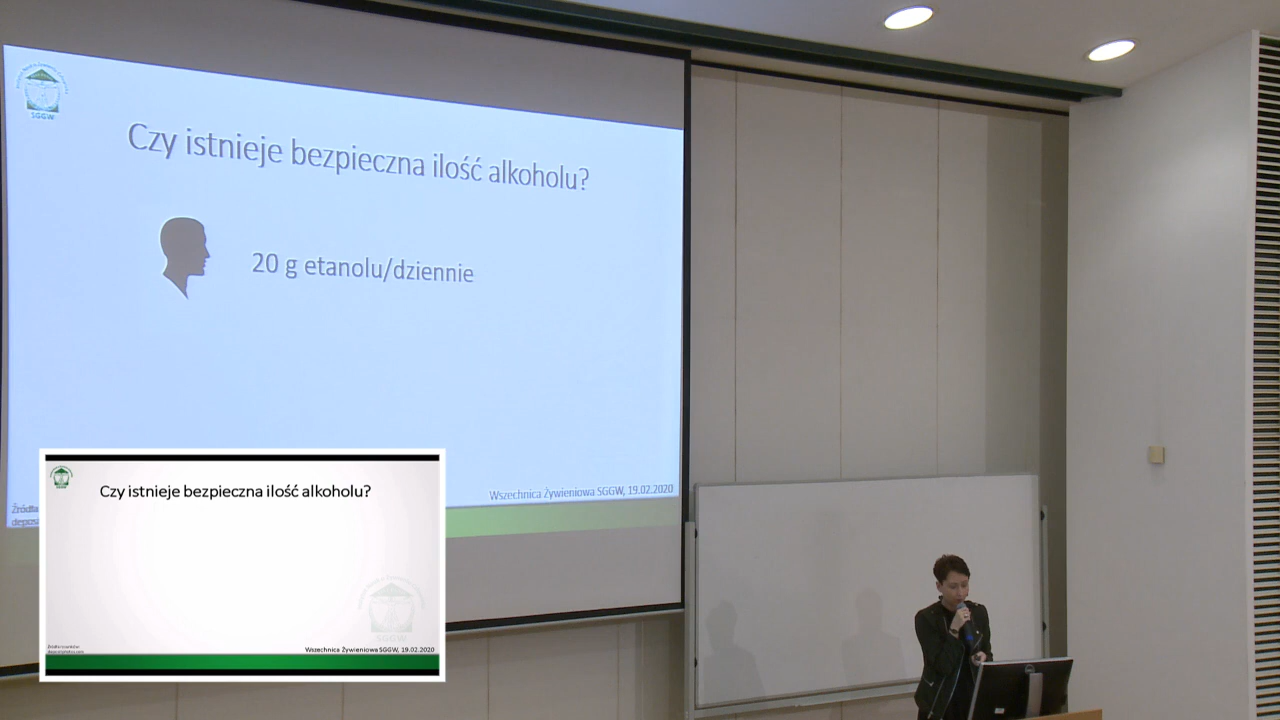 SGGW
Czy istnieje bezpieczna ilość alkoholu?
20 g etanolu/dziennie
Wszechnica Żywieniowa SGGW, 19.02.2020
Czy istnieje bezpieczna ilość alkoholu?
SGGW
Wszechnica Żywieniowa SGGW, 19.02.2020